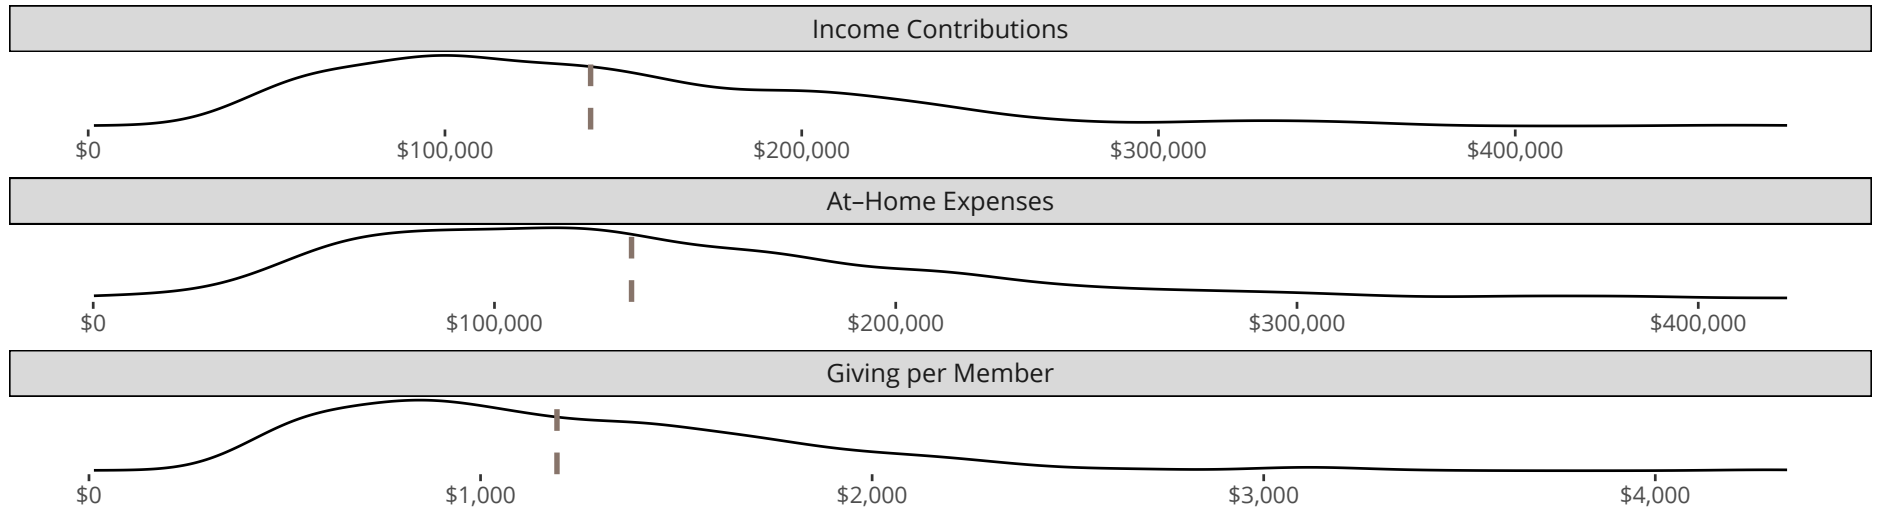 Income Contributions
$0 $100,000 $200,000 $300,000 $400,000
At–Home Expenses
$0 $100,000 $200,000 $300,000 $400,000
Giving per Member
$0 $1,000 $2,000 $3,000 $4,000